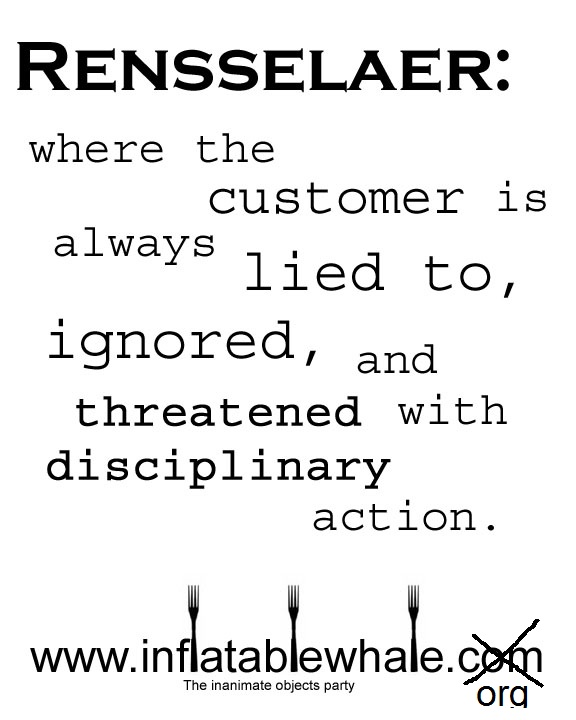 RENSSELAER:
where the
customer is
always lied to,
ignored, and
threatened with
disciplinary
action.
www.inflatablewhale.com
The inanimate objects party
org